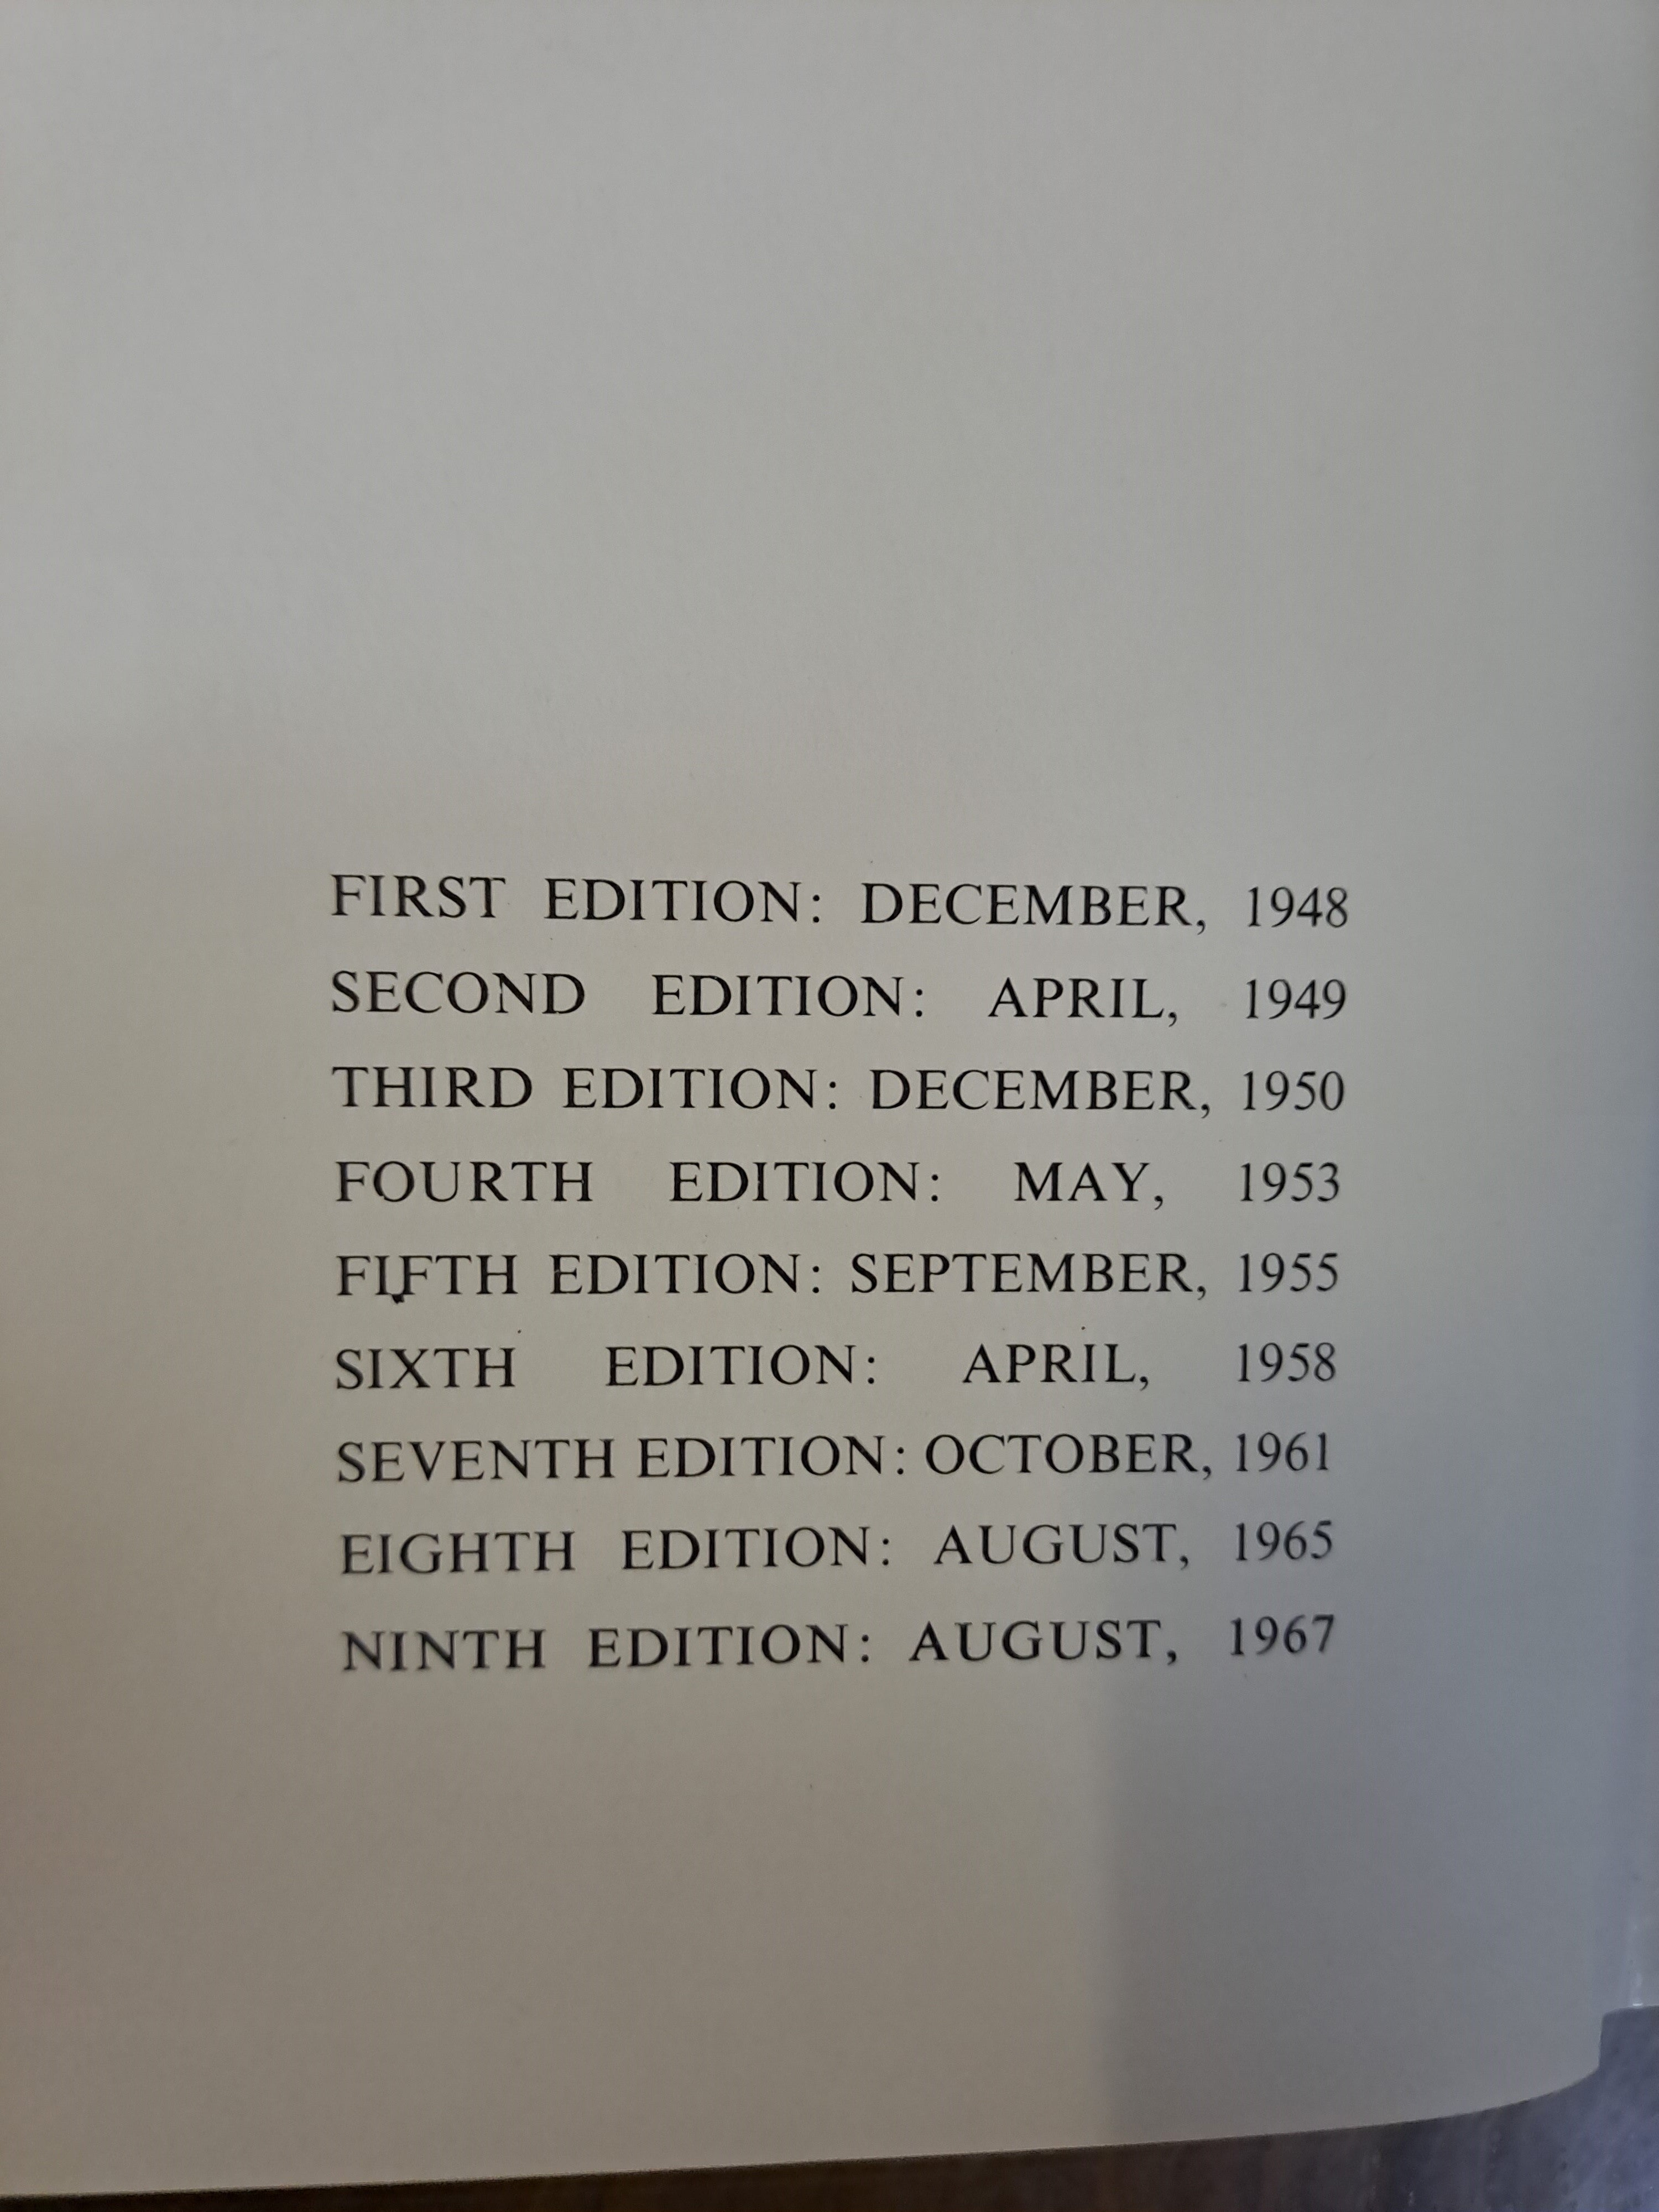 FIRST EDITION: DECEMBER, 1948
SECOND EDITION: APRIL, 1949
THIRD EDITION: DECEMBER, 1950
FOURTH EDITION: MAY, 1953
FIFTH EDITION: SEPTEMBER, 1955
SIXTH EDITION: APRIL, 1958
SEVENTH EDITION: OCTOBER, 1961
EIGHTH EDITION: AUGUST, 1965
NINTH EDITION: AUGUST, 1967